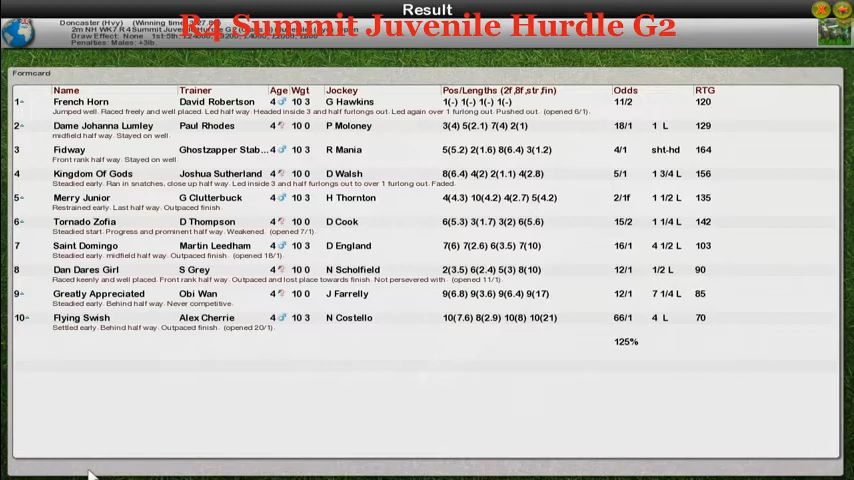 Result
Doncaster (Hvy) (Winning time
R4 Summit Juvenile Hurdle G2
2m NH WK7 R4 Summit Juvenile Hurdle G2
Draw Effect: None 1st-5th
Penalties: Males: +3lb
Formcard
Name Trainer Age Wgt Jockey Pos/Lengths (2f,8f,str,fin) Odds RTG
1 French Horn David Robertson 4 10 3 G Hawkins 1(-) 1(-) 1(-) 1(-) 11/2 120
Jumped well. Raced freely and well placed. Led half way. Headed inside 3 and half furlongs out. Led again over 1 furlong out. Pushed out. (opened 6/1).
2 Dame Johanna Lumley Paul Rhodes 4 10 0 P Moloney 3(4) 5(2.1) 7(4) 2(1) 18/1 1 L 129
midfield half way. Stayed on well.
3 Fidway Ghostzapper Stab... 4 10 3 R Mania 5(5.2) 2(1.6) 8(6.4) 3(1.2) 4/1 sht-hd 164
Front rank half way. Stayed on well.
4 Kingdom Of Gods Joshua Sutherland 4 10 0 D Walsh 8(6.4) 4(2) 2(1.1) 4(2.8) 5/1 1 3/4 L 156
Steadied early. Ran in snatches, close up half way. Led inside 3 and half furlongs out to over 1 furlong out. Faded.
5 Merry Junior G Clutterbuck 4 10 3 H Thornton 4(4.3) 10(4.2) 4(2.7) 5(4.2) 2/1f 1 1/2 L 135
Restrained early. Last half way. Outpaced finish.
6 Tornado Zofia D Thompson 4 10 0 D Cook 6(5.3) 3(1.7) 3(2) 6(5.6) 15/2 1 1/4 L 142
Steadied start. Progress and prominent half way. Weakened. (opened 7/1).
7 Saint Domingo Martin Leedham 4 10 3 D England 7(6) 7(2.6) 6(3.5) 7(10) 16/1 4 1/2 L 103
Steadied early. midfield half way. Outpaced finish. (opened 18/1).
8 Dan Dares Girl S Grey 4 10 0 N Scholfield 2(3.5) 6(2.4) 5(3) 8(10) 12/1 1/2 L 90
Raced keenly and well placed. Front rank half way. Outpaced and lost place towards finish. Not persevered with. (opened 11/1).
9 Greatly Appreciated Obi Wan 4 10 0 J Farrelly 9(6.8) 9(3.6) 9(6.4) 9(17) 12/1 7 1/4 L 85
Steadied early. Behind half way. Never competitive.
10 Flying Swish Alex Cherrie 4 10 3 N Costello 10(7.6) 8(2.9) 10(8) 10(21) 66/1 4 L 70
Settled early. Behind half way. Outpaced finish. (opened 20/1).
125%